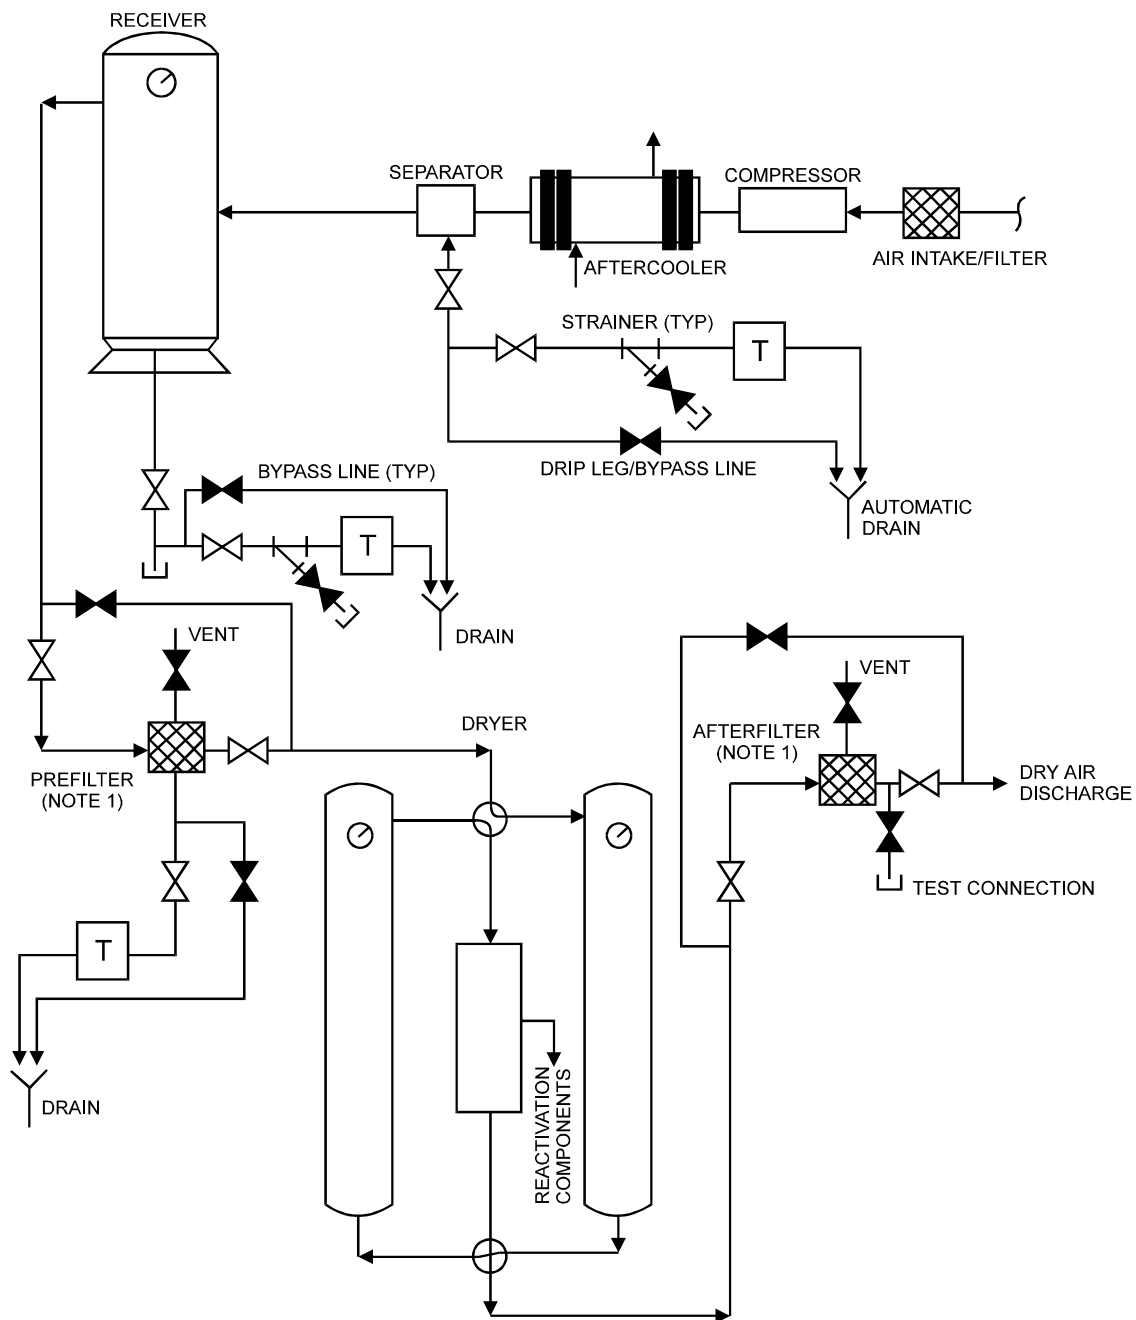 RECEIVER
SEPARATOR
COMPRESSOR
AFTERCOOLER
AIR INTAKE/FILTER
STRAINER (TYP)
T
DRIP LEG/BYPASS LINE
AUTOMATIC
DRAIN
BYPASS LINE (TYP)
T
DRAIN
VENT
PREFILTER
(NOTE 1)
DRYER
T
DRAIN
REACTIVATION
COMPONENTS
VENT
AFTERFILTER
(NOTE 1)
DRY AIR
DISCHARGE
TEST CONNECTION